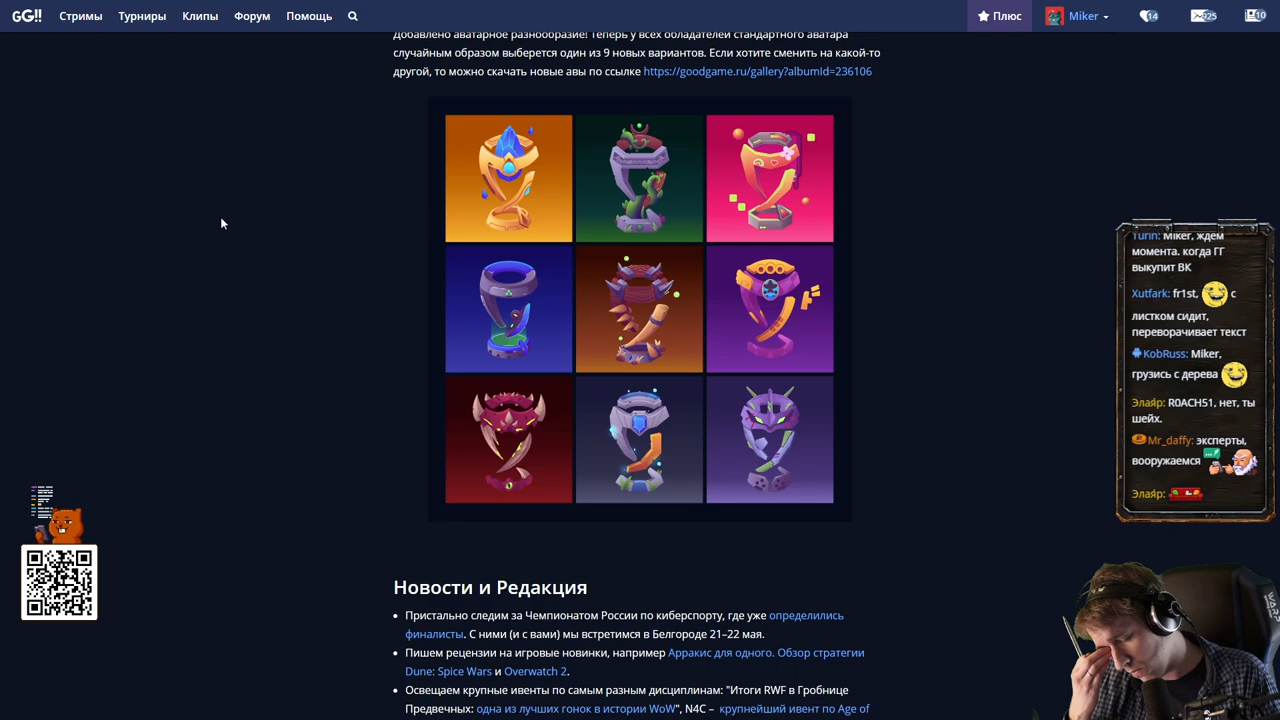 GG!! Стримы Турниры Клипы Форум Помощь Плюс Miker 14 925 10
Добавлено аватарное разнообразие! Теперь у всех обладателей стандартного аватара
случайным образом выберется один из 9 новых вариантов. Если хотите сменить на какой-то
другой, то можно скачать новые авы по ссылке https://goodgame.ru/gallery?albumId=236106
Turin: Miker, ждём
момента. когда ГГ
выкупит ВК
Xutfark: fr1st, с
листком сидит,
переворачивает текст
KobRuss: Miker,
грузись с дерева
Элаяр: R0ACH51, нет, ты
шейх.
Mr_daffy: эксперты,
вооружаемся
Элаяр:
Новости и Редакция
• Пристально следим за Чемпионатом России по киберспорту, где уже определились
финалисты. С ними (и с вами) мы встретимся в Белгороде 21–22 мая.
• Пишем рецензии на игровые новинки, например Арракис для одного. Обзор стратегии
Dune: Spice Wars и Overwatch 2.
• Освещаем крупные ивенты по самым разным дисциплинам: "Итоги RWF в Гробнице
Предвечных: одна из лучших гонок в истории WoW", N4C – крупнейший ивент по Age of